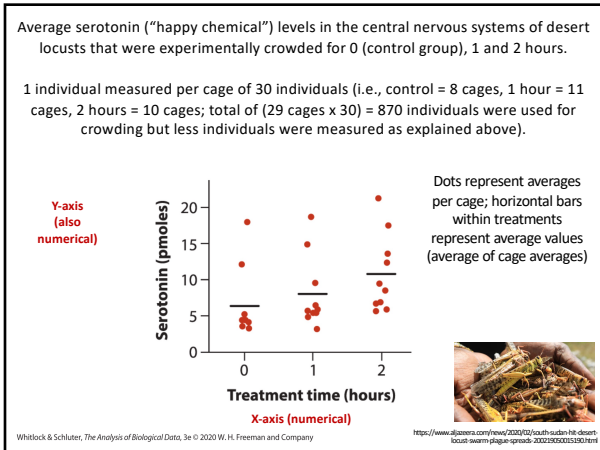 Average serotonin (“happy chemical”) levels in the central nervous systems of desert
locusts that were experimentally crowded for 0 (control group), 1 and 2 hours.
1 individual measured per cage of 30 individuals (i.e., control = 8 cages, 1 hour = 11
cages, 2 hours = 10 cages; total of (29 cages x 30) = 870 individuals were used for
crowding but less individuals were measured as explained above).
Y-axis
(also
numerical)
Serotonin (pmoles)
20
15
10
5
0
0
1
2
Treatment time (hours)
X-axis (numerical)
Dots represent averages
per cage; horizontal bars
within treatments
represent average values
(average of cage averages)
Whitlock & Schluter, The Analysis of Biological Data, 3e © 2020 W. H. Freeman and Company
https://www.aljazeera.com/news/2020/02/south-sudan-hit-desert-
locust-swarm-plague-spreads-200219050015190.html